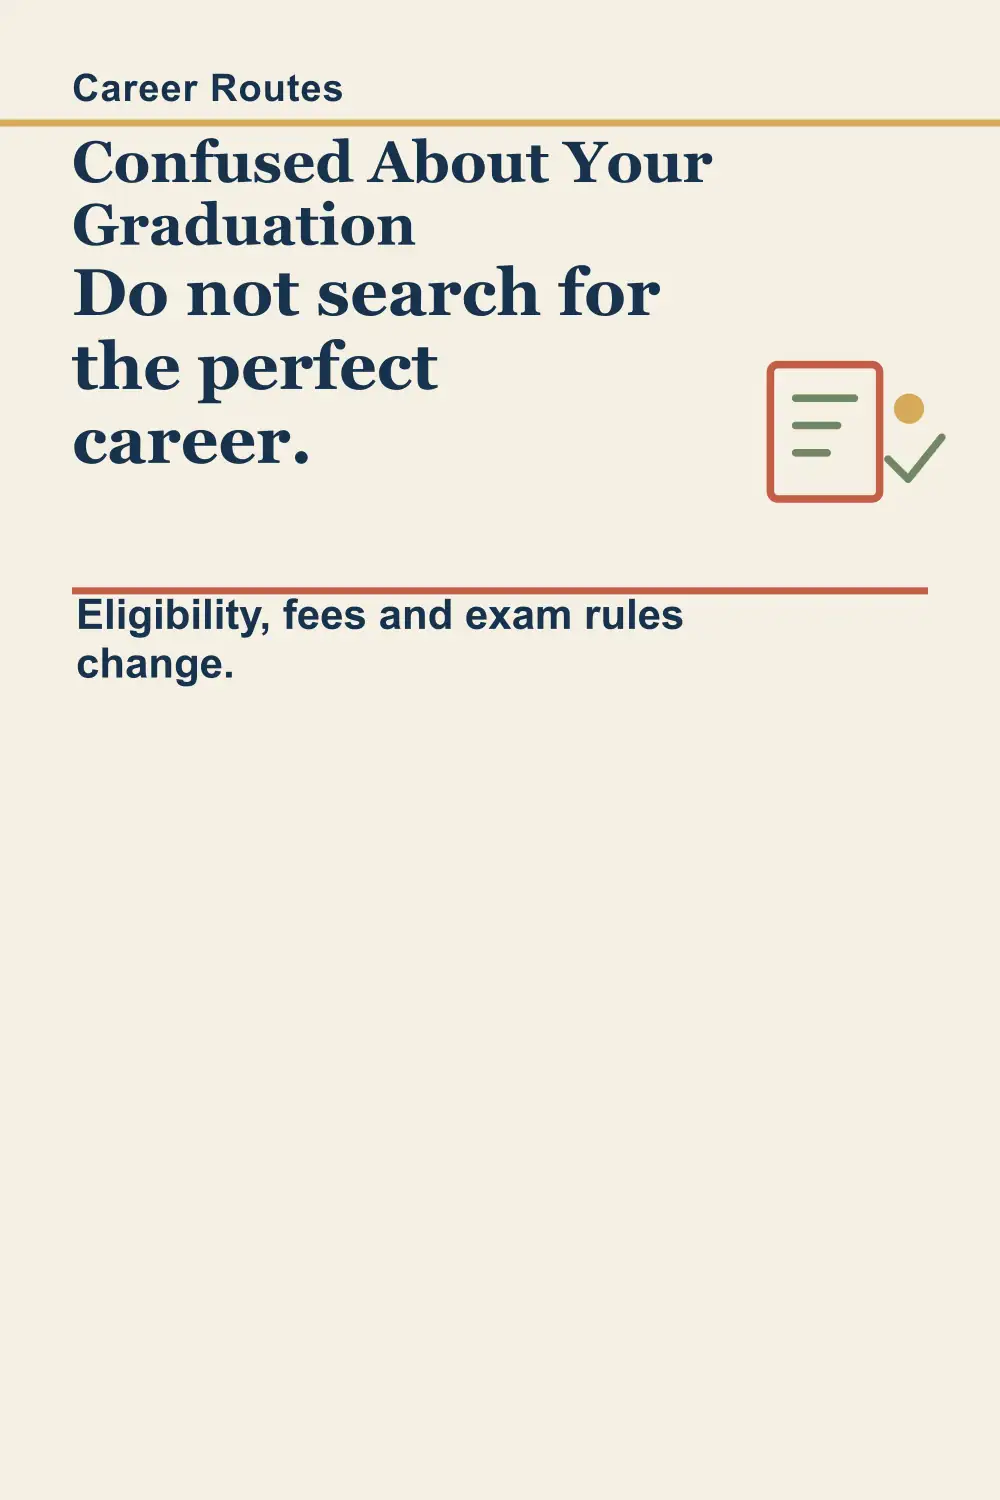 Career Routes
Confused About Your
Graduation
Do not search for
the perfect
career.
Eligibility, fees and exam rules
change.